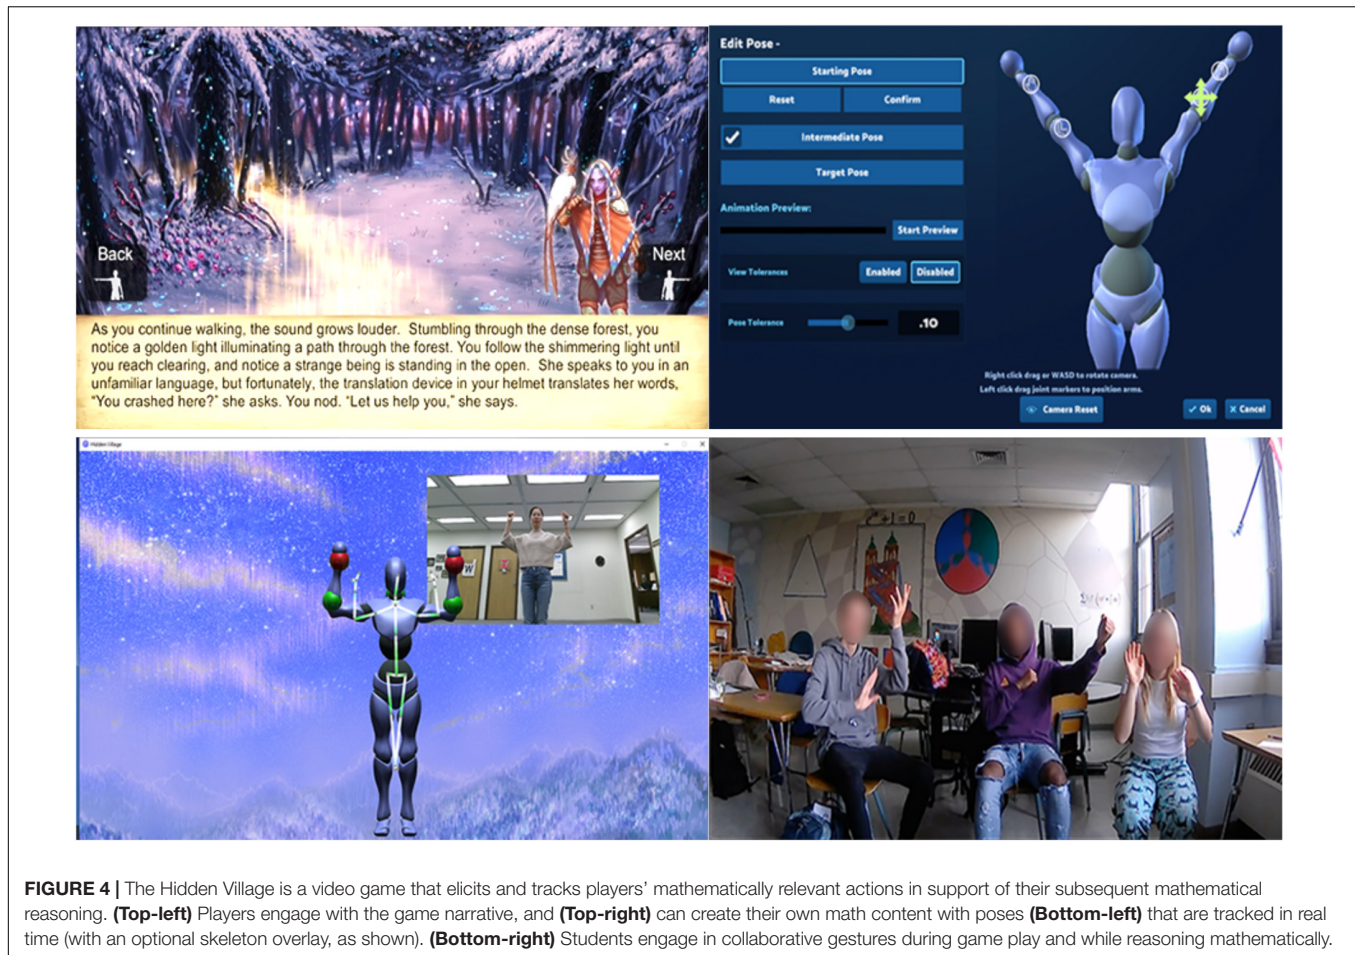 Back
Next
As you continue walking, the sound grows louder. Stumbling through the dense forest, you
notice a golden light illuminating a path through the forest. You follow the shimmering light until
you reach clearing, and notice a strange being is standing in the open. She speaks to you in an
unfamiliar language, but fortunately, the translation device in your helmet translates her words,
"You crashed here?" she asks. You nod. "Let us help you," she says.
Edit Pose -
Starting Pose
Reset Confirm
Intermediate Pose
Target Pose
Animation Preview:
Start Preview
View Tolerances Enabled Disabled
Pose Tolerance .10
Right click drag or WASD to rotate camera.
Left click drag joint markers to position arms.
Camera Reset Ok Cancel
Hidden Village
W
FIGURE 4 | The Hidden Village is a video game that elicits and tracks players' mathematically relevant actions in support of their subsequent mathematical
reasoning. (Top-left) Players engage with the game narrative, and (Top-right) can create their own math content with poses (Bottom-left) that are tracked in real
time (with an optional skeleton overlay, as shown). (Bottom-right) Students engage in collaborative gestures during game play and while reasoning mathematically.